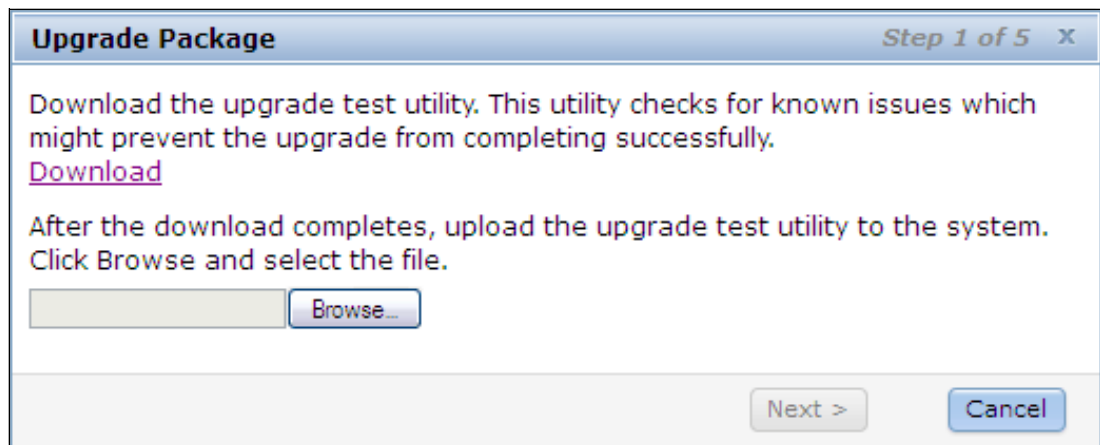 Upgrade Package Step 1 of 5 x
Download the upgrade test utility. This utility checks for known issues which
might prevent the upgrade from completing successfully.
Download
After the download completes, upload the upgrade test utility to the system.
Click Browse and select the file.
Browse...
Next > Cancel